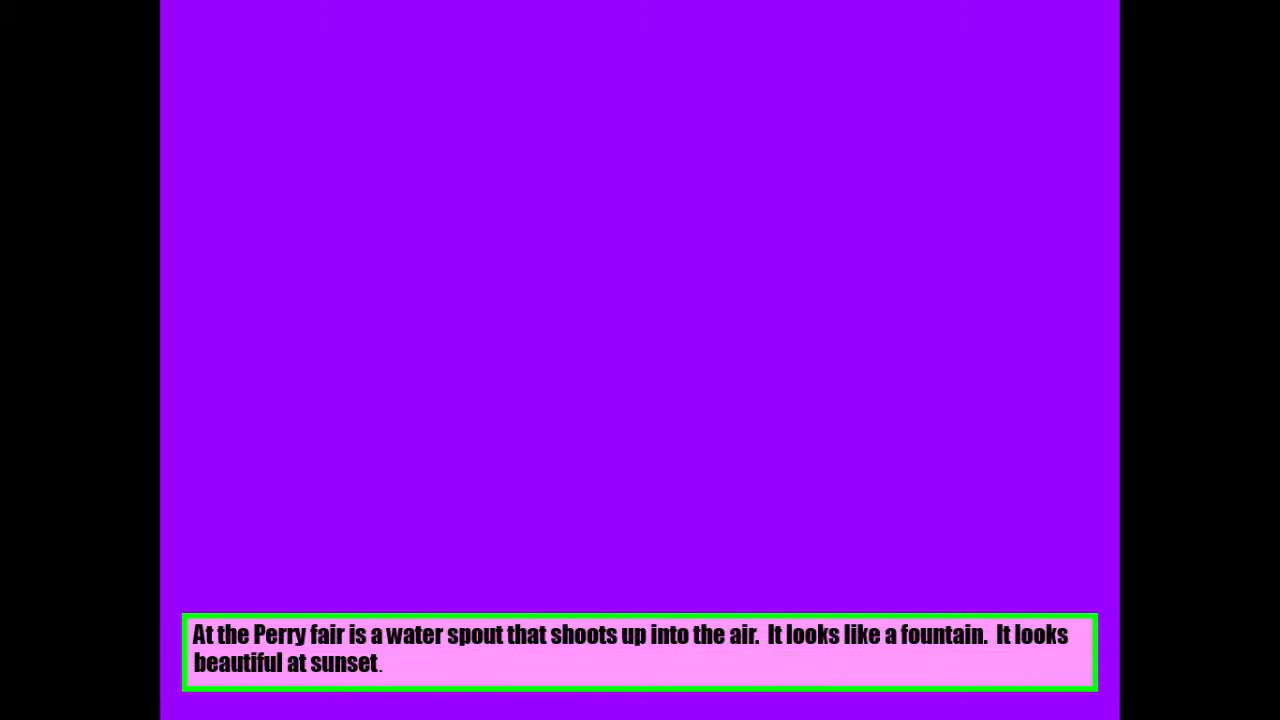 At the Perry fair is a water spout that shoots up into the air.  It looks like a fountain.  It looks
beautiful at sunset.